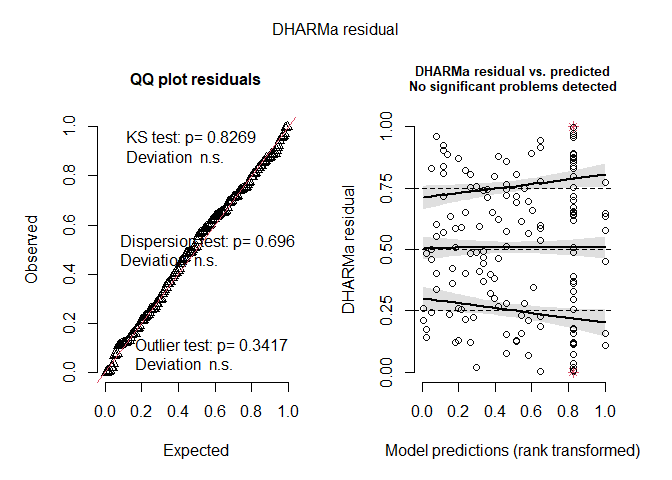 DHARMa residual
QQ plot residuals
KS test: p= 0.8269
Deviation n.s.
Dispersion test: p= 0.696
Deviation n.s.
Outlier test: p= 0.3417
Deviation n.s.
Observed
0.0 0.2 0.4 0.6 0.8 1.0
0.0 0.2 0.4 0.6 0.8 1.0
Expected
DHARMa residual vs. predicted
No significant problems detected
DHARMa residual
0.00 0.25 0.50 0.75 1.00
0.0 0.2 0.4 0.6 0.8 1.0
Model predictions (rank transformed)